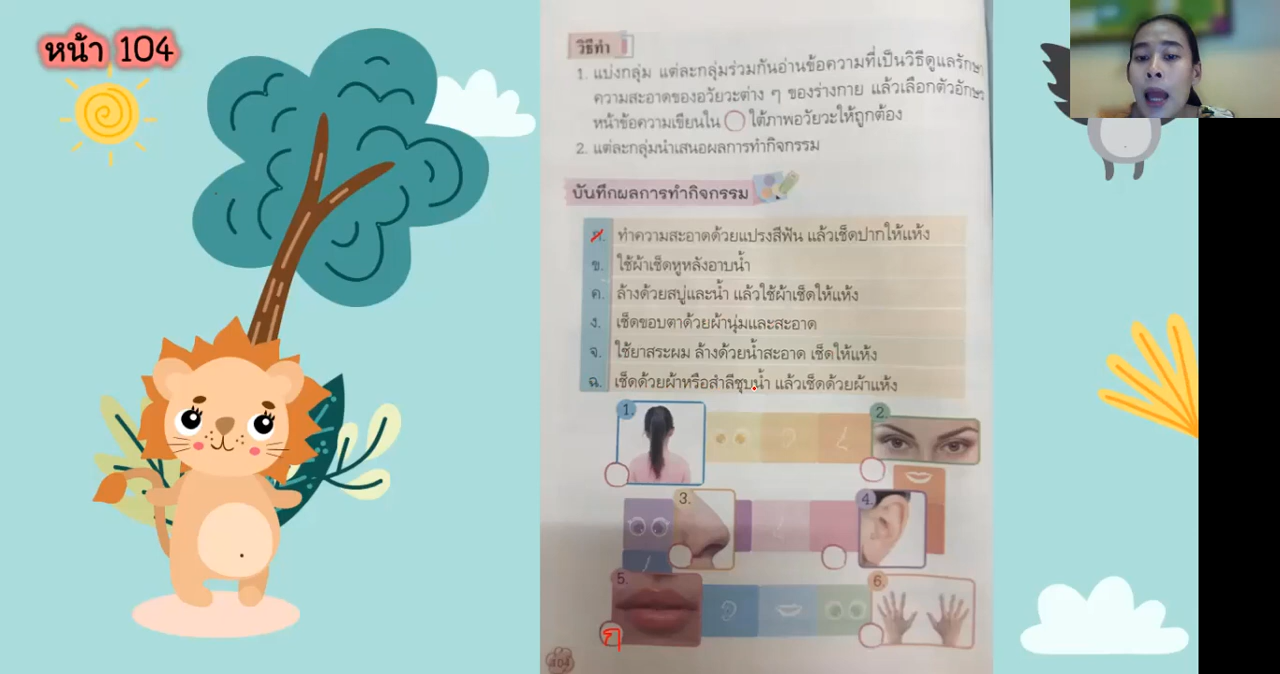 หน้า 104
วิธีทำ
1. แบ่งกลุ่ม แต่ละกลุ่มร่วมกันอ่านข้อความที่เป็นวิธีดูแลรักษา
ความสะอาดของอวัยวะต่าง ๆ ของร่างกาย แล้วเลือกตัวอักษร
หน้าข้อความเขียนใน ใต้ภาพอวัยวะให้ถูกต้อง
2. แต่ละกลุ่มนำเสนอผลการทำกิจกรรม
บันทึกผลการทำกิจกรรม
ก. ทำความสะอาดด้วยแปรงสีฟัน แล้วเช็ดปากให้แห้ง
ข. ใช้ผ้าเช็ดหูหลังอาบน้ำ
ค. ล้างด้วยสบู่และน้ำ แล้วใช้ผ้าเช็ดให้แห้ง
ง. เช็ดขอบตาด้วยผ้านุ่มและสะอาด
จ. ใช้ยาสระผม ล้างด้วยน้ำสะอาด เช็ดให้แห้ง
ฉ. เช็ดด้วยผ้าหรือสำลีชุบน้ำ แล้วเช็ดด้วยผ้าแห้ง
1.
2.
3.
4.
5.
6.
ก
104